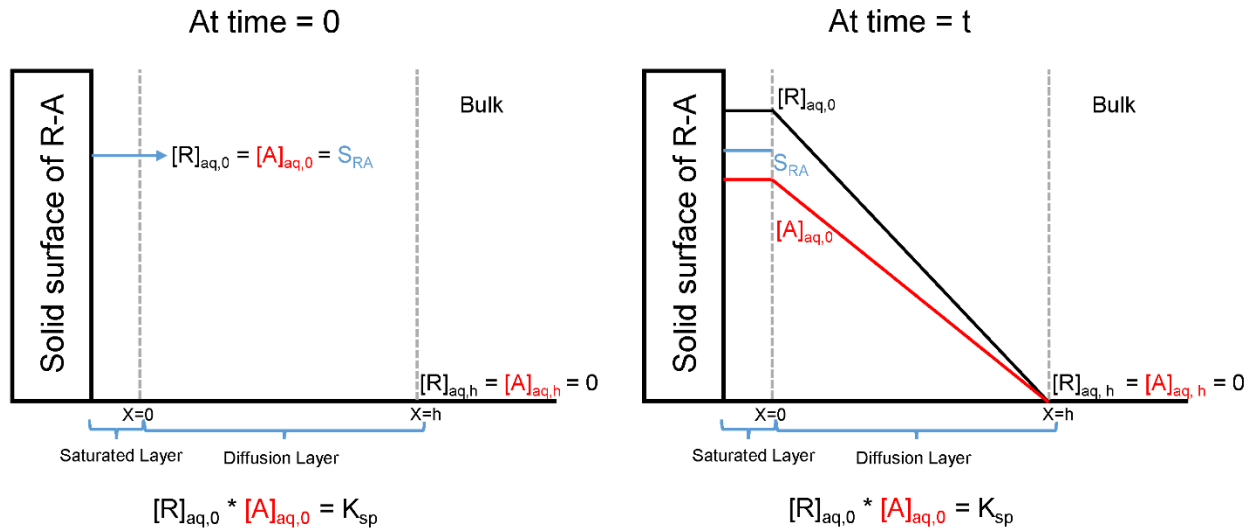 At time = 0
Solid surface of R-A
Bulk
[R]aq,0 = [A]aq,0 = SRA
[R]aq,h = [A]aq,h = 0
X=0
X=h
Saturated Layer
Diffusion Layer
[R]aq,0 * [A]aq,0 = Ksp
At time = t
Solid surface of R-A
[R]aq,0
Bulk
SRA
[A]aq,0
[R]aq, h = [A]aq, h = 0
X=0
X=h
Saturated Layer
Diffusion Layer
[R]aq,0 * [A]aq,0 = Ksp